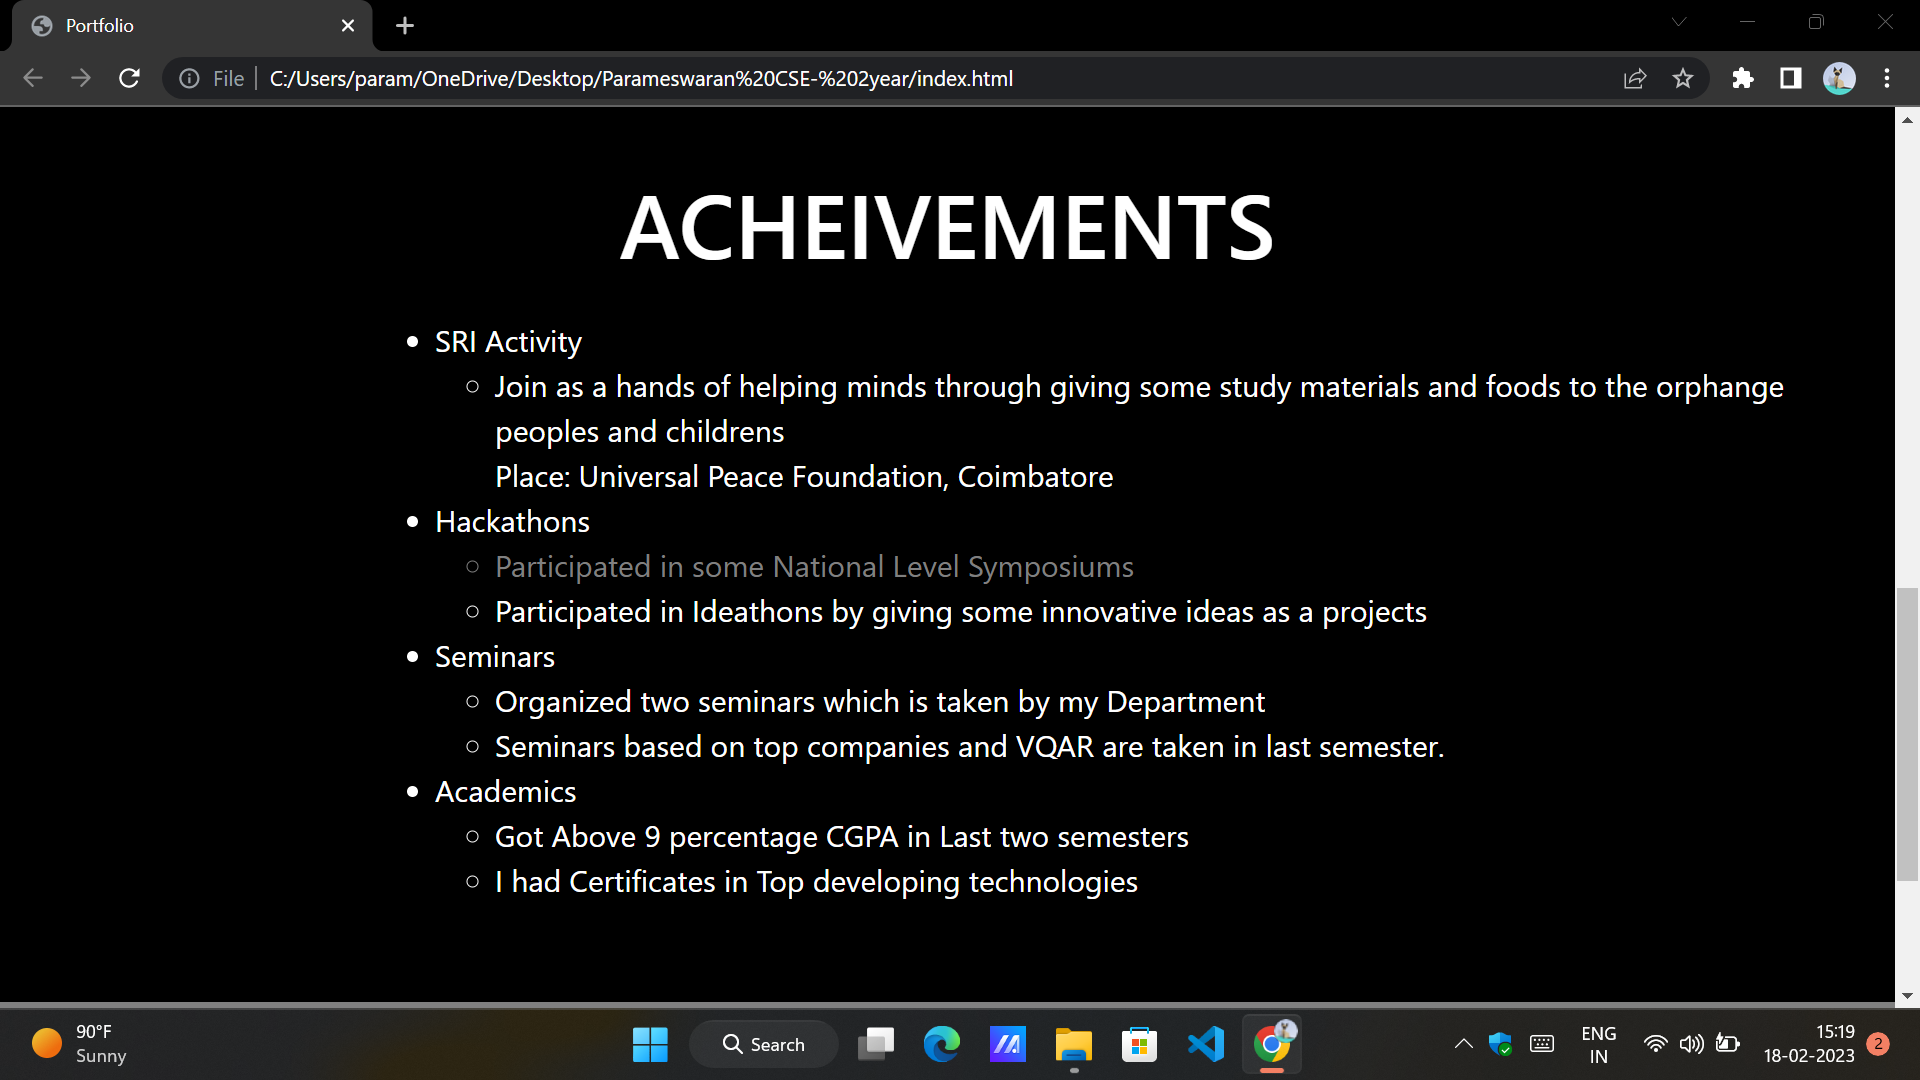 Portfolio
File
C:/Users/param/OneDrive/Desktop/Parameswaran%20CSE-%202year/index.html
ACHEIVEMENTS
SRI Activity
Join as a hands of helping minds through giving some study materials and foods to the orphange
peoples and childrens
Place: Universal Peace Foundation, Coimbatore
Hackathons
Participated in some National Level Symposiums
Participated in Ideathons by giving some innovative ideas as a projects
Seminars
Organized two seminars which is taken by my Department
Seminars based on top companies and VQAR are taken in last semester.
Academics
Got Above 9 percentage CGPA in Last two semesters
I had Certificates in Top developing technologies
90°F
Sunny
Search
ENG
IN
15:19
18-02-2023
2